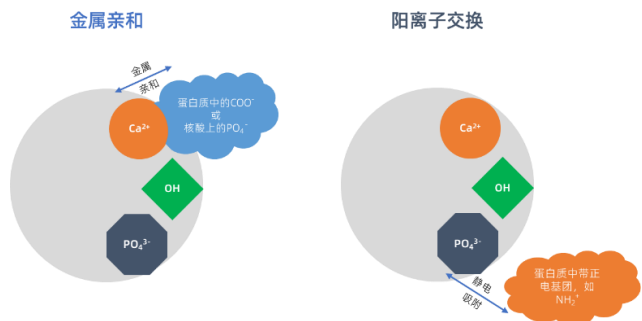 金属亲和
阳离子交换
金属
亲和
蛋白质中的COO⁻
或
核酸上的PO₄⁻
Ca²⁺
OH
PO₄³⁻
Ca²⁺
OH
PO₄³⁻
静电
吸附
蛋白质中带正
电基团，如
NH₂⁺